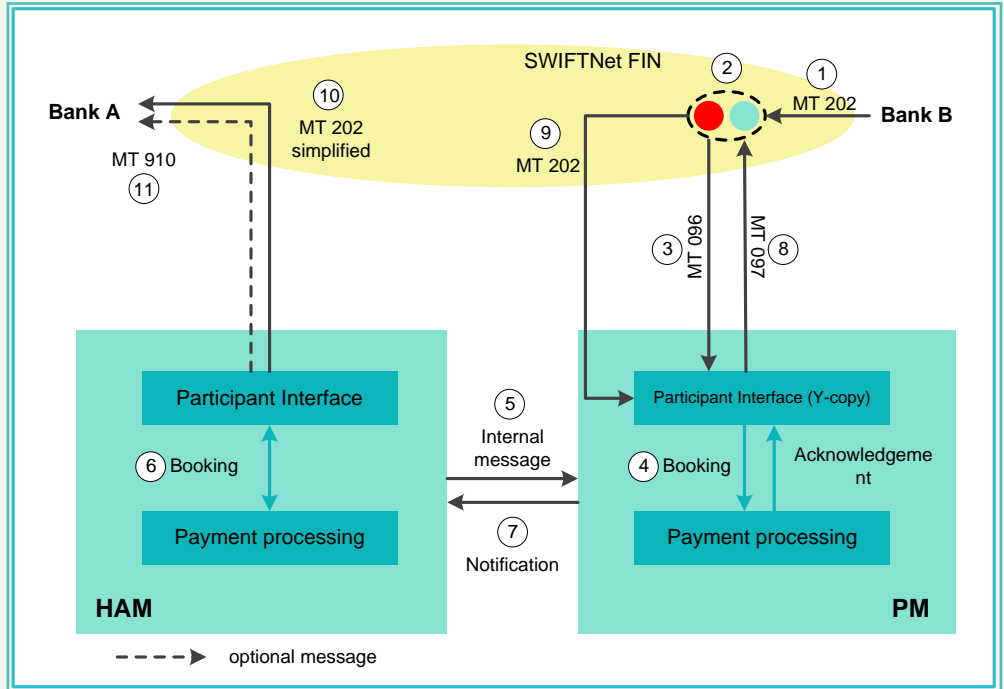 SWIFTNet FIN
2
1
MT 202
Bank B
Bank A
10
MT 202
simplified
9
MT 202
MT 910
11
3
MT 096
MT 097
8
Participant Interface
Participant Interface (Y-copy)
5
Internal
message
6
Booking
4
Booking
Acknowledgeme
nt
Payment processing
Payment processing
7
Notification
HAM
PM
optional message